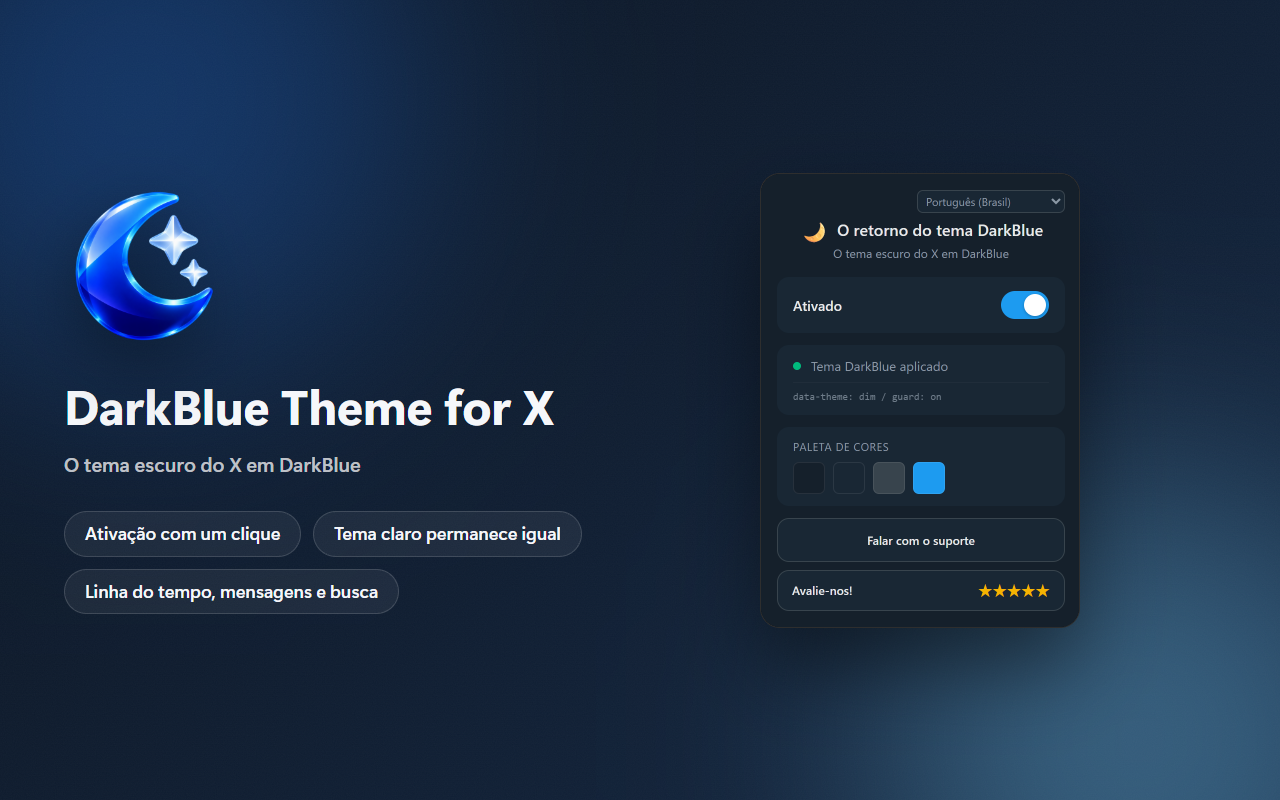 DarkBlue Theme for X
O tema escuro do X em DarkBlue
Ativação com um clique
Tema claro permanece igual
Linha do tempo, mensagens e busca
Português (Brasil)
O retorno do tema DarkBlue
O tema escuro do X em DarkBlue
Ativado
Tema DarkBlue aplicado
data-theme: dim / guard: on
PALETA DE CORES
Falar com o suporte
Avalie-nos!